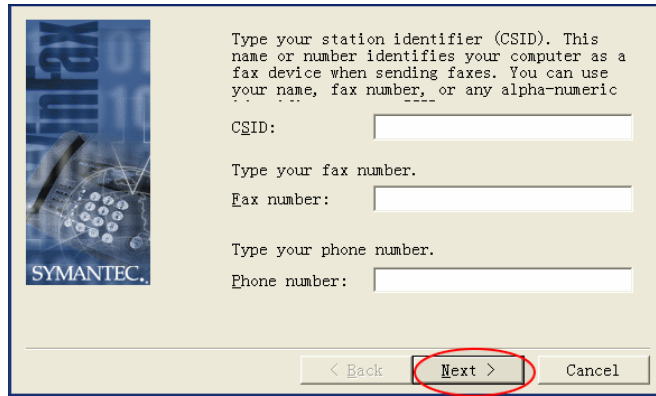 Type your station identifier (CSID). This
name or number identifies your computer as a
fax device when sending faxes. You can use
your name, fax number, or any alpha-numeric
CSID:
Type your fax number.
Fax number:
Type your phone number.
SYMANTEC.
Phone number:
< Back
Next >
Cancel